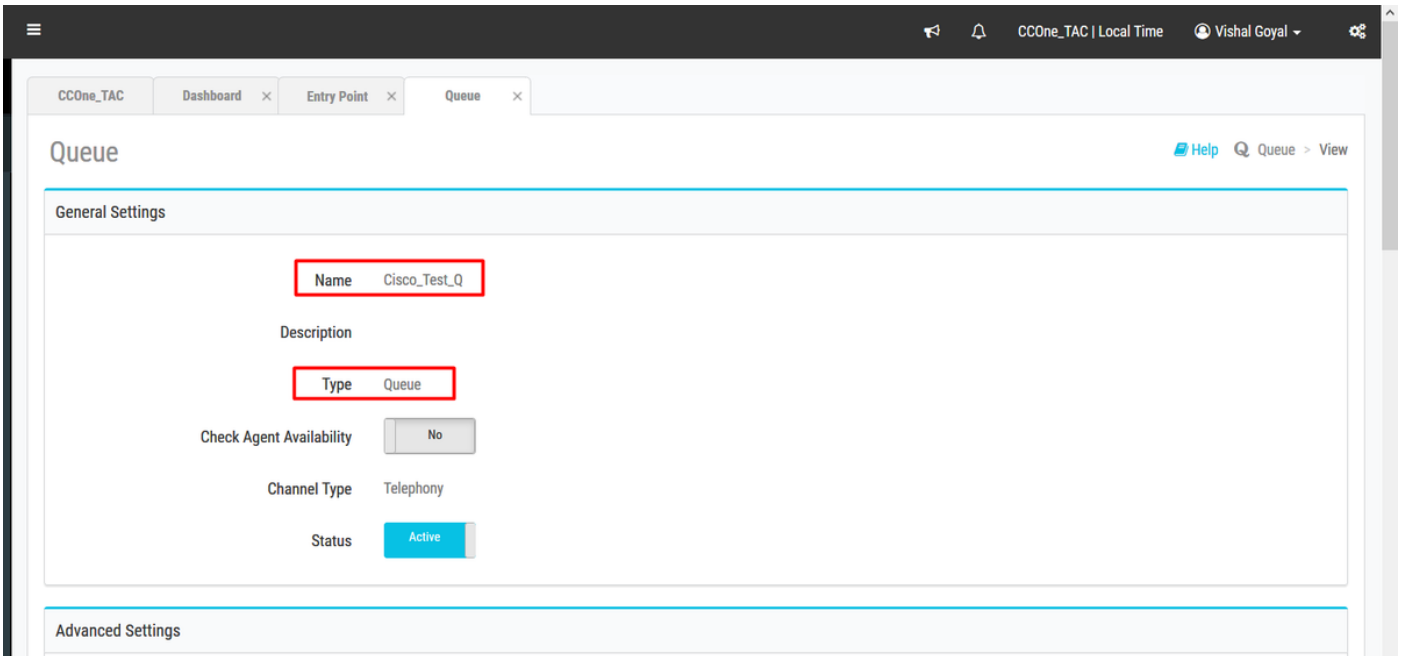 CCOne_TAC | Local Time Vishal Goyal
CCOne_TAC Dashboard × Entry Point × Queue ×
Queue
Help Q Queue > View
General Settings
Name Cisco_Test_Q
Description
Type Queue
Check Agent Availability No
Channel Type Telephony
Status Active
Advanced Settings